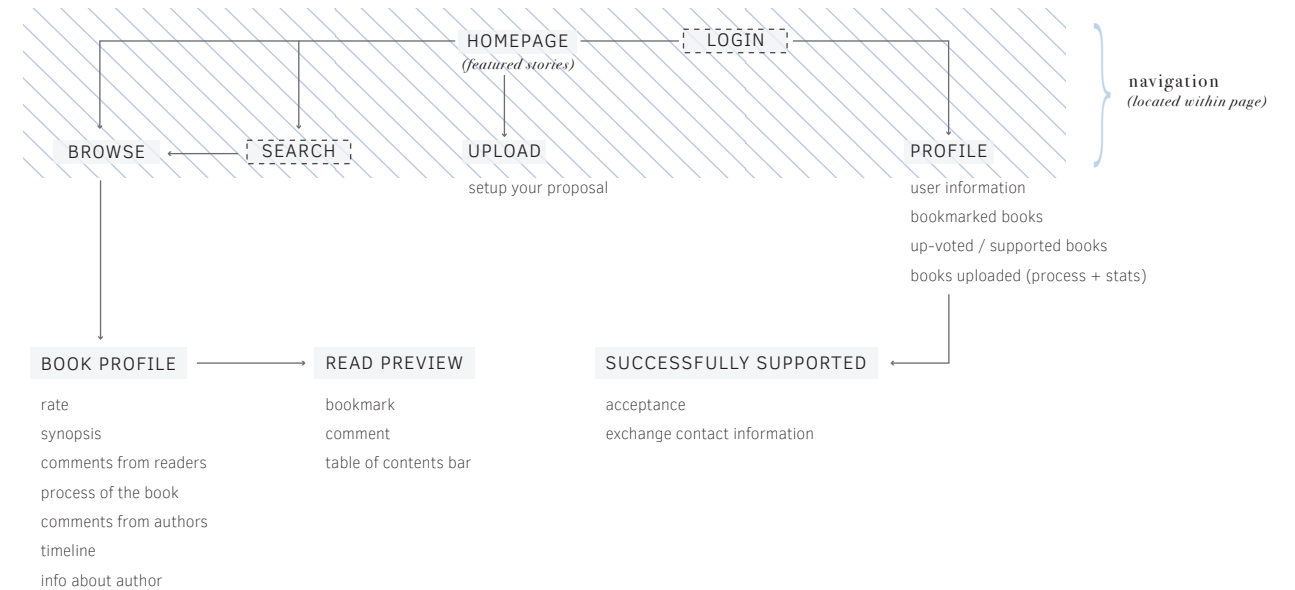 HOMEPAGE
(featured stories)
LOGIN
navigation
(located within page)
BROWSE
SEARCH
UPLOAD
setup your proposal
PROFILE
user information
bookmarked books
up-voted / supported books
books uploaded (process + stats)
BOOK PROFILE
rate
synopsis
comments from readers
process of the book
comments from authors
timeline
info about author
READ PREVIEW
bookmark
comment
table of contents bar
SUCCESSFULLY SUPPORTED
acceptance
exchange contact information